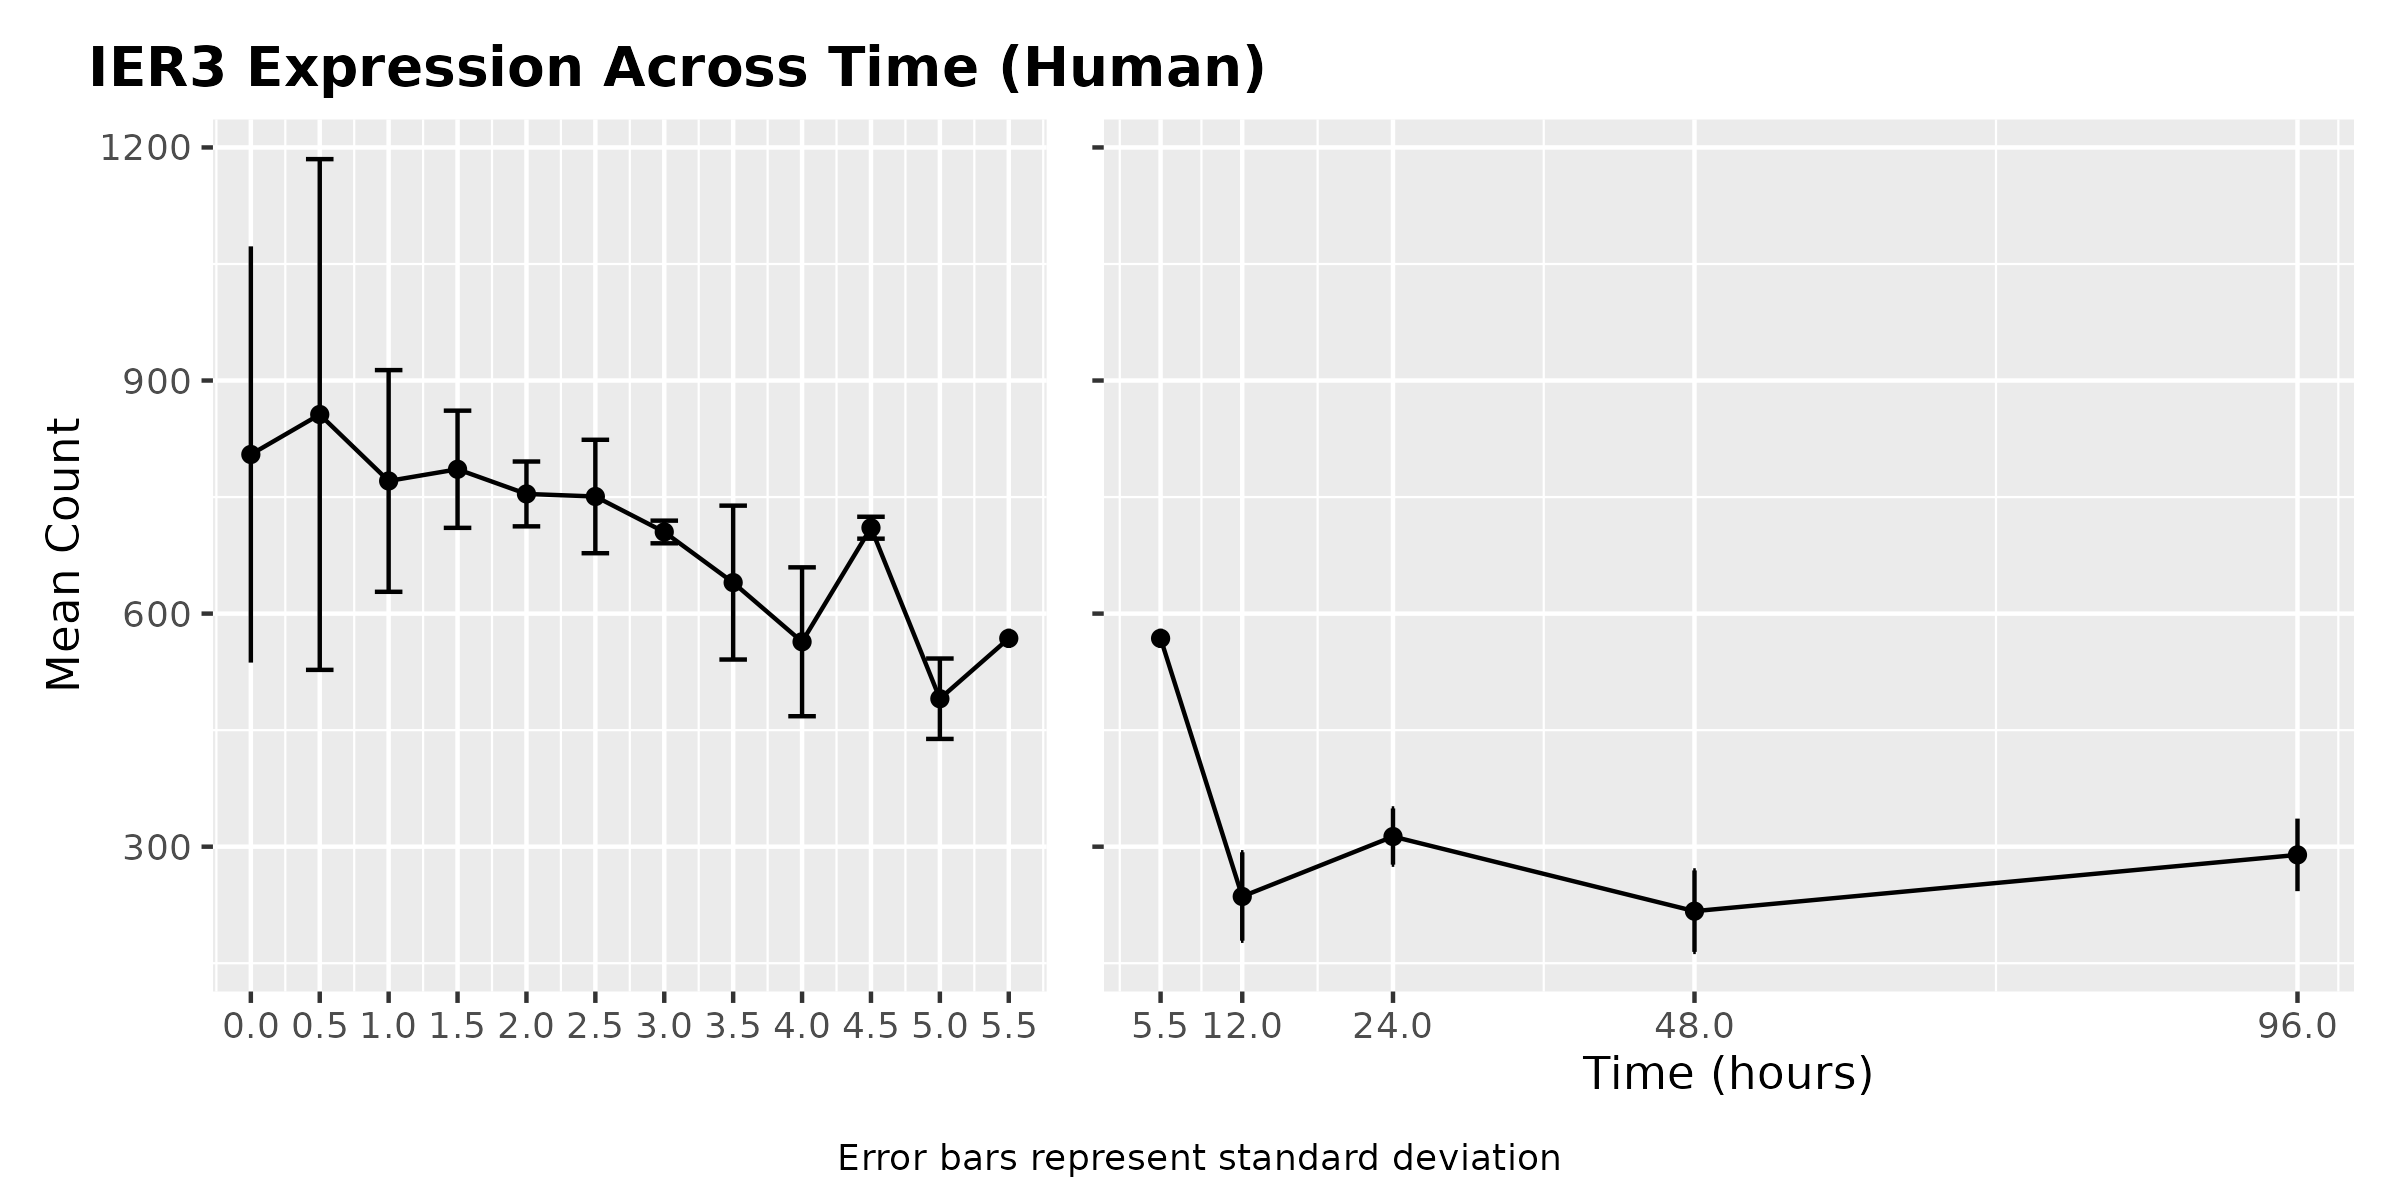 IER3 Expression Across Time (Human)
Mean Count
1200
900
600
300
0.0 0.5 1.0 1.5 2.0 2.5 3.0 3.5 4.0 4.5 5.0 5.5
5.5 12.0 24.0 48.0 96.0
Time (hours)
Error bars represent standard deviation